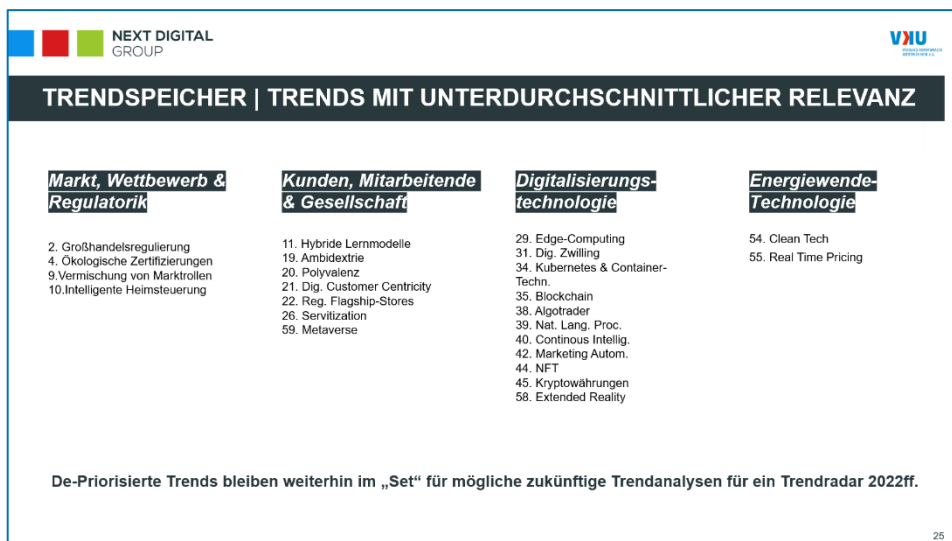 NEXT DIGITAL
GROUP
VKU
TRENDSPEICHER | TRENDS MIT UNTERDURCHSCHNITTLICHER RELEVANZ
Markt, Wettbewerb &
Regulatorik
2. Großhandelsregulierung
4. Ökologische Zertifizierungen
9.Vermischung von Marktrollen
10.Intelligente Heimsteuerung
Kunden, Mitarbeitende
& Gesellschaft
11. Hybride Lernmodelle
19. Ambidextrie
20. Polyvalenz
21. Dig. Customer Centricity
22. Reg. Flagship-Stores
26. Servitization
59. Metaverse
Digitalisierungs-
technologie
29. Edge-Computing
31. Dig. Zwilling
34. Kubernetes & Container-
Techn.
35. Blockchain
38. Algotrader
39. Nat. Lang. Proc.
40. Continous Intellig.
42. Marketing Autom.
44. NFT
45. Kryptowährungen
58. Extended Reality
Energiewende-
Technologie
54. Clean Tech
55. Real Time Pricing
De-Priorisierte Trends bleiben weiterhin im „Set“ für mögliche zukünftige Trendanalysen für ein Trendradar 2022ff.
25